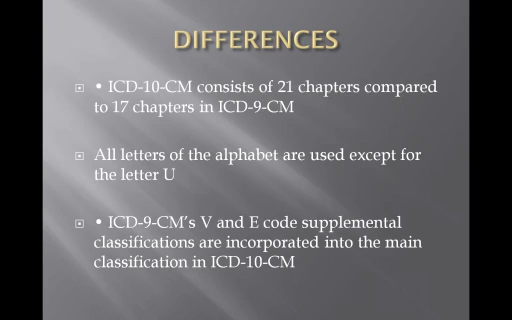 DIFFERENCES
• ICD-10-CM consists of 21 chapters compared
to 17 chapters in ICD-9-CM
All letters of the alphabet are used except for
the letter U
• ICD-9-CM's V and E code supplemental
classifications are incorporated into the main
classification in ICD-10-CM